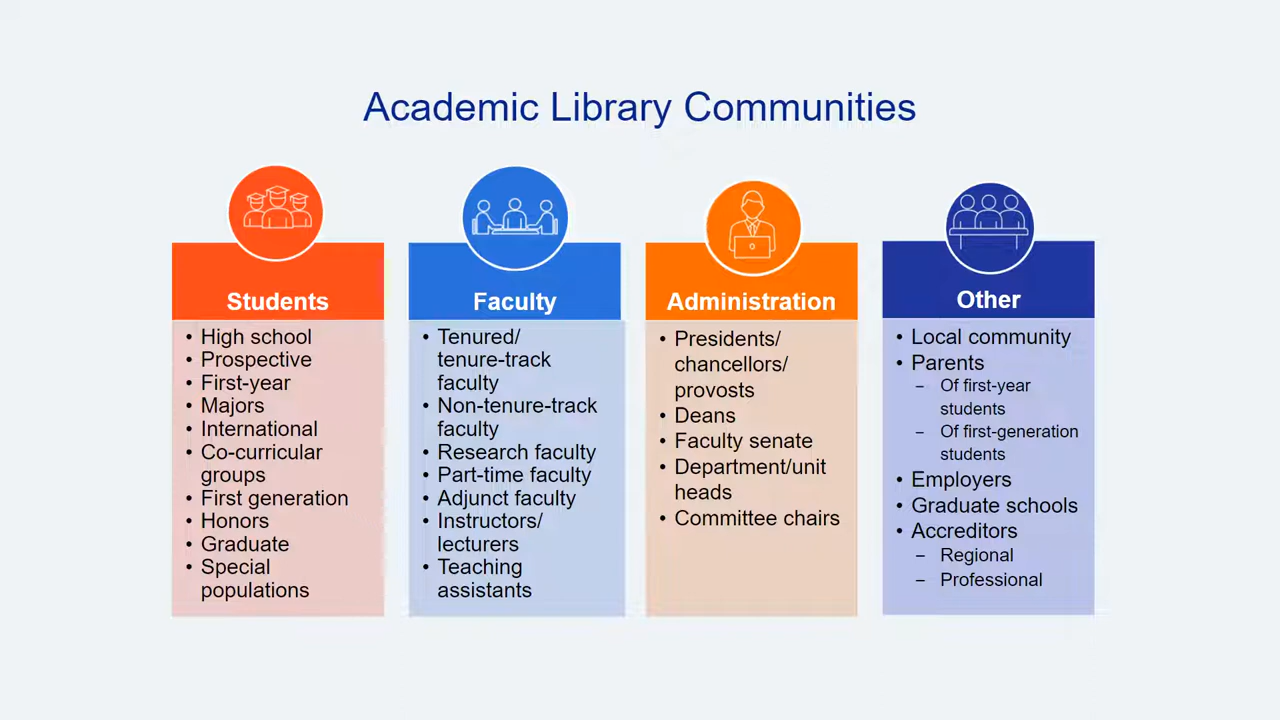 Academic Library Communities
Students
• High school
• Prospective
• First-year
• Majors
• International
• Co-curricular
groups
• First generation
• Honors
• Graduate
• Special
populations
Faculty
• Tenured/
tenure-track
faculty
• Non-tenure-track
faculty
• Research faculty
• Part-time faculty
• Adjunct faculty
• Instructors/
lecturers
• Teaching
assistants
Administration
• Presidents/
chancellors/
provosts
• Deans
• Faculty senate
• Department/unit
heads
• Committee chairs
Other
• Local community
• Parents
– Of first-year
students
– Of first-generation
students
• Employers
• Graduate schools
• Accreditors
– Regional
– Professional